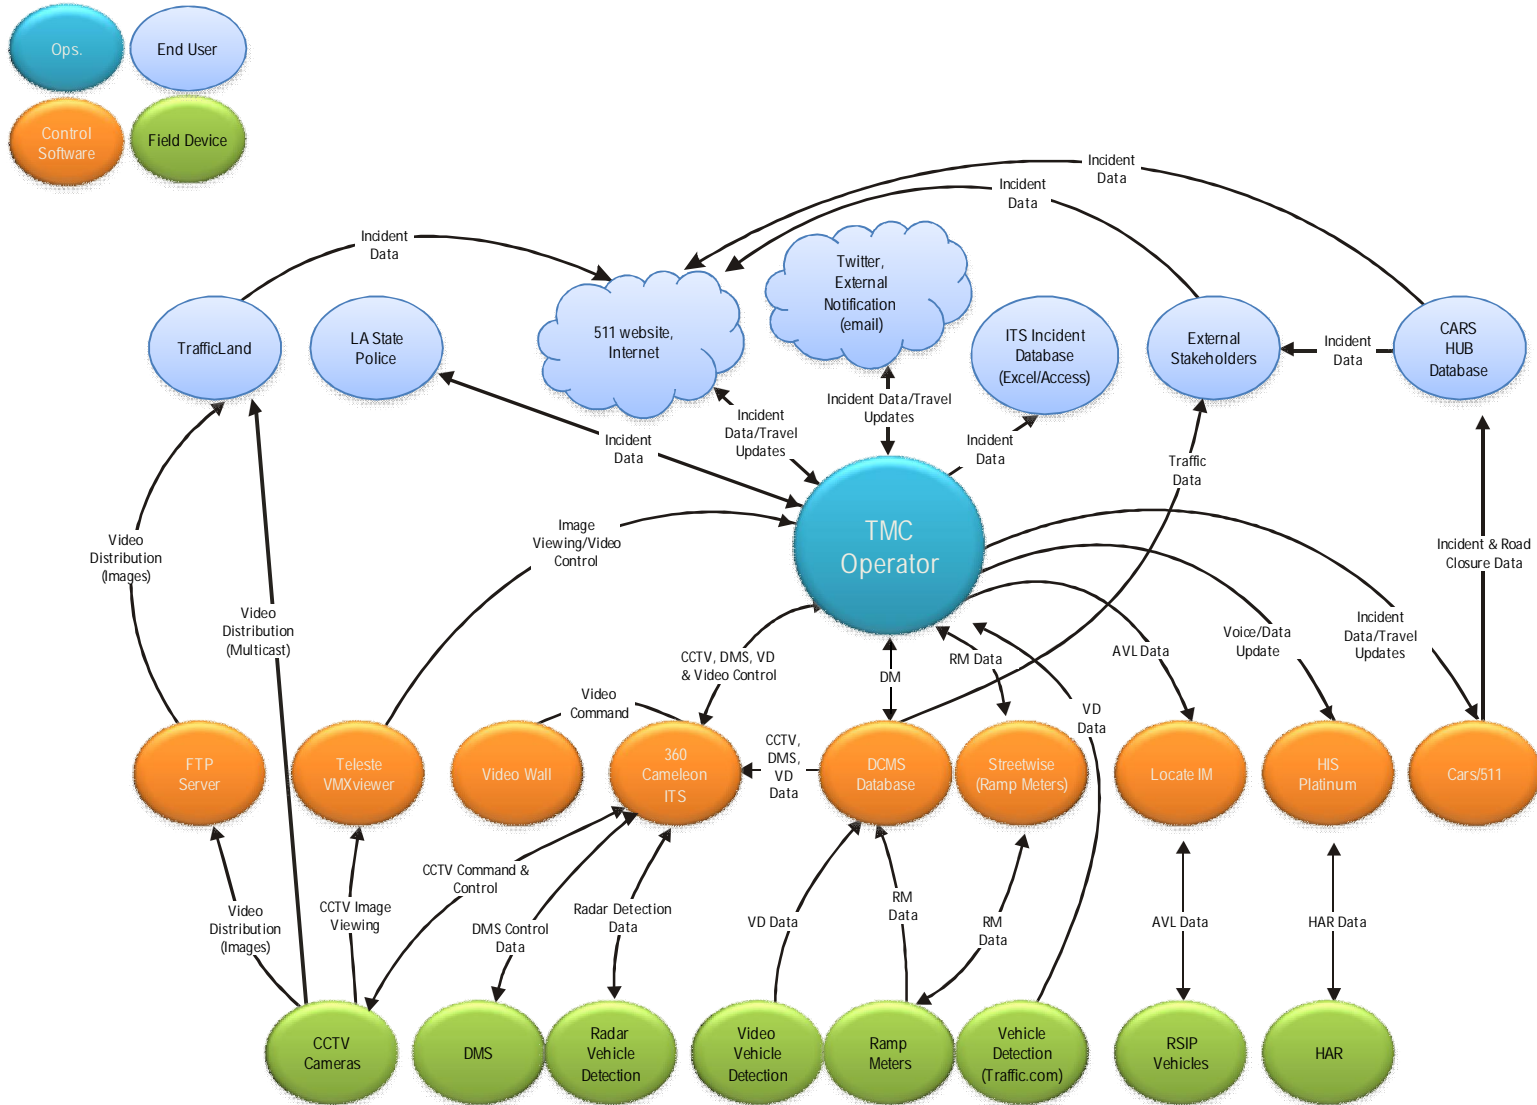 Ops.
End User
Control
Software
Field Device
Incident
Data
Incident
Data
Incident
Data
Twitter,
External
Notification
(email)
TrafficLand
LA State
Police
511 website,
Internet
ITS Incident
Database
(Excel/Access)
External
Stakeholders
Incident
Data
CARS
HUB
Database
Incident
Data
Incident
Data/Travel
Updates
Incident Data/Travel
Updates
Incident
Data
Traffic
Data
TMC
Operator
Video
Distribution
(Images)
Image
Viewing/Video
Control
Incident & Road
Closure Data
Video
Distribution
(Multicast)
CCTV, DMS, VD
& Video Control
DM
RM Data
AVL Data
Voice/Data
Update
Incident
Data/Travel
Updates
Video
Command
VD
Data
FTP
Server
Teleste
VMXviewer
Video Wall
360
Cameleon
ITS
CCTV,
DMS,
VD
Data
DCMS
Database
Streetwise
(Ramp Meters)
Locate IM
HIS
Platinum
Cars/511
Video
Distribution
(Images)
CCTV Image
Viewing
CCTV Command &
Control
DMS Control
Data
Radar Detection
Data
VD Data
RM
Data
RM
Data
AVL Data
HAR Data
CCTV
Cameras
DMS
Radar
Vehicle
Detection
Video
Vehicle
Detection
Ramp
Meters
Vehicle
Detection
(Traffic.com)
RSIP
Vehicles
HAR